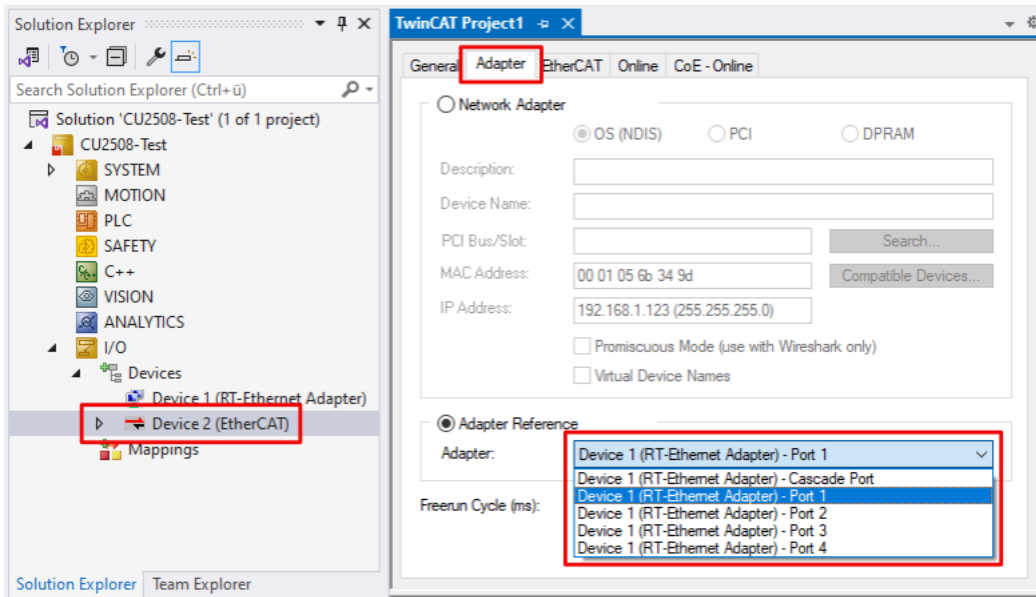 Solution Explorer
Search Solution Explorer (Ctrl+ü)
Solution 'CU2508-Test' (1 of 1 project)
CU2508-Test
SYSTEM
MOTION
PLC
SAFETY
C++
VISION
ANALYTICS
I/O
Devices
Device 1 (RT-Ethernet Adapter)
Device 2 (EtherCAT)
Mappings
Solution Explorer Team Explorer
TwinCAT Project1
General Adapter EtherCAT Online CoE - Online
Network Adapter
OS (NDIS) PCI DPRAM
Description:
Device Name:
PCI Bus/Slot: Search...
MAC Address: 00 01 05 6b 34 9d Compatible Devices...
IP Address: 192.168.1.123 (255.255.255.0)
Promiscuous Mode (use with Wireshark only)
Virtual Device Names
Adapter Reference
Adapter: Device 1 (RT-Ethernet Adapter) - Port 1
Device 1 (RT-Ethernet Adapter) - Cascade Port
Device 1 (RT-Ethernet Adapter) - Port 1
Freerun Cycle (ms): Device 1 (RT-Ethernet Adapter) - Port 2
Device 1 (RT-Ethernet Adapter) - Port 3
Device 1 (RT-Ethernet Adapter) - Port 4